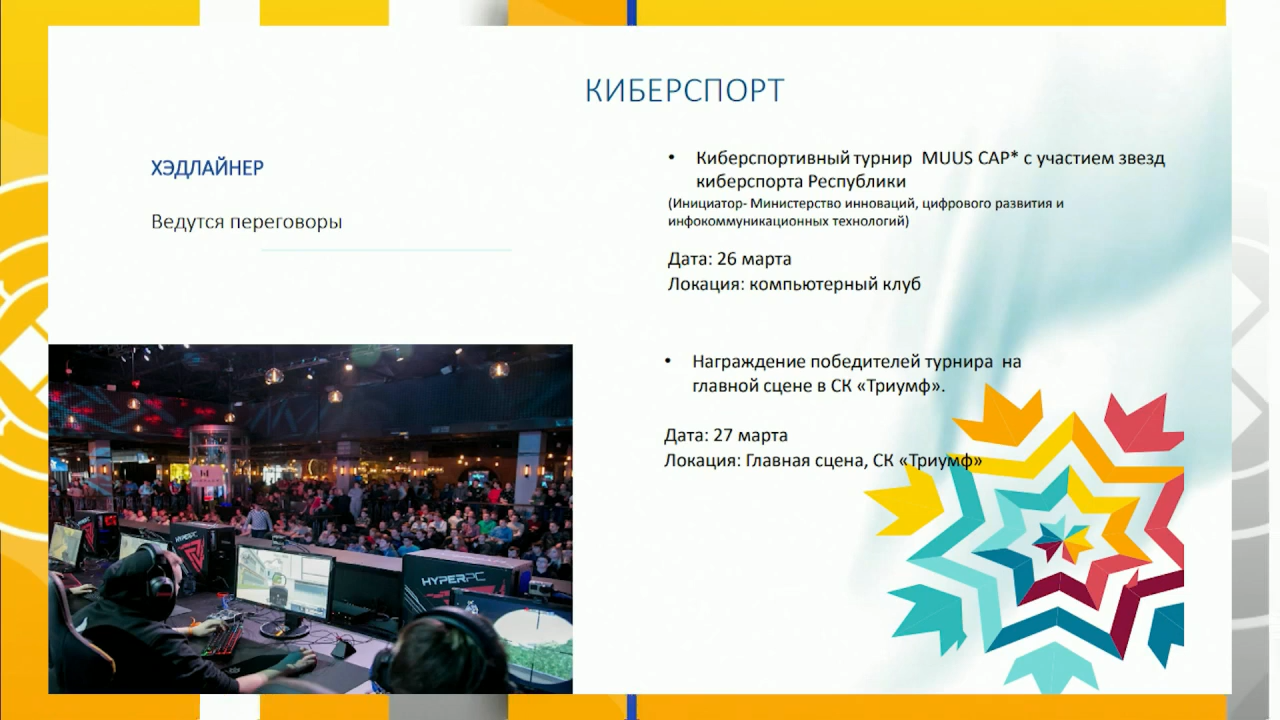 КИБЕРСПОРТ
ХЭДЛАЙНЕР
Ведутся переговоры
• Киберспортивный турнир MUUS CAP* с участием звезд
киберспорта Республики
(Инициатор- Министерство инноваций, цифрового развития и
инфокоммуникационных технологий)
Дата: 26 марта
Локация: компьютерный клуб
• Награждение победителей турнира на
главной сцене в СК «Триумф».
Дата: 27 марта
Локация: Главная сцена, СК «Триумф»
HYPERPC
HYPERPC